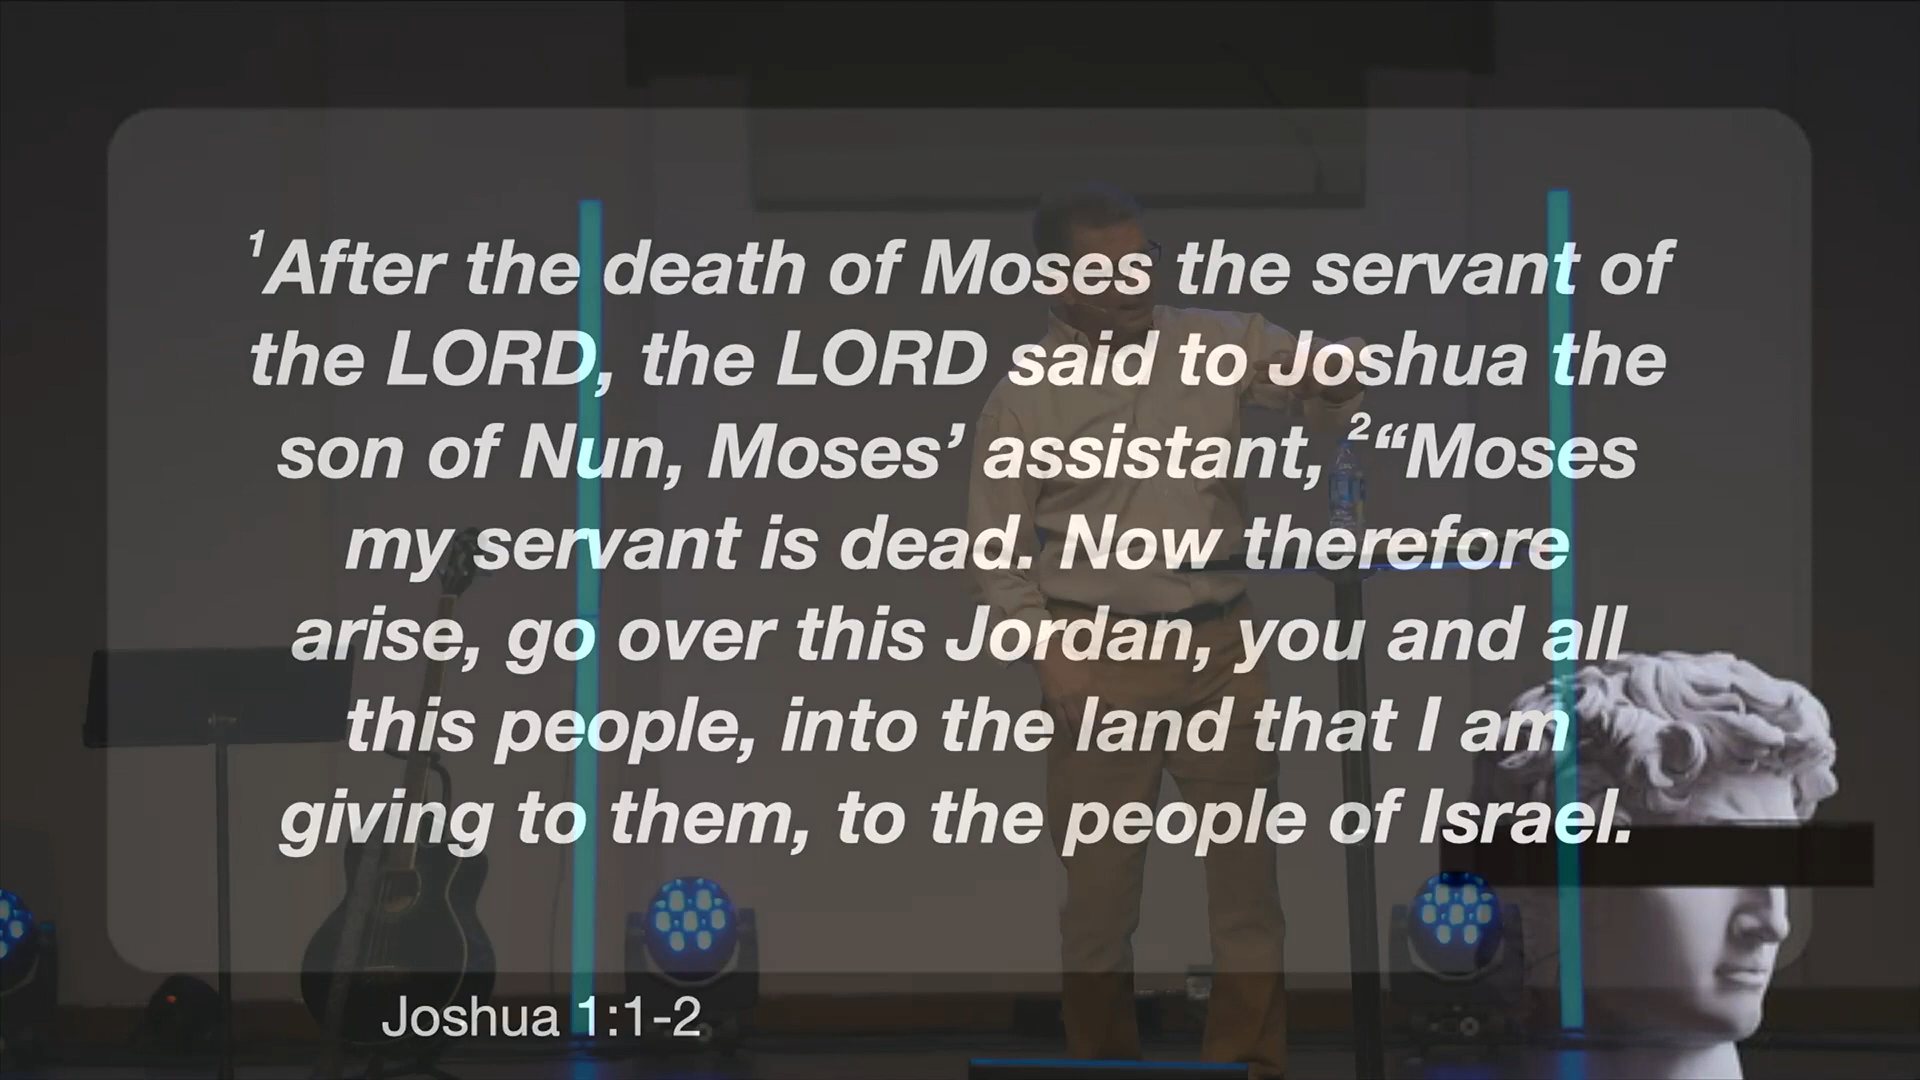 ¹After the death of Moses the servant of
the LORD, the LORD said to Joshua the
son of Nun, Moses’ assistant, ²“Moses
my servant is dead. Now therefore
arise, go over this Jordan, you and all
this people, into the land that I am
giving to them, to the people of Israel.
Joshua 1:1-2